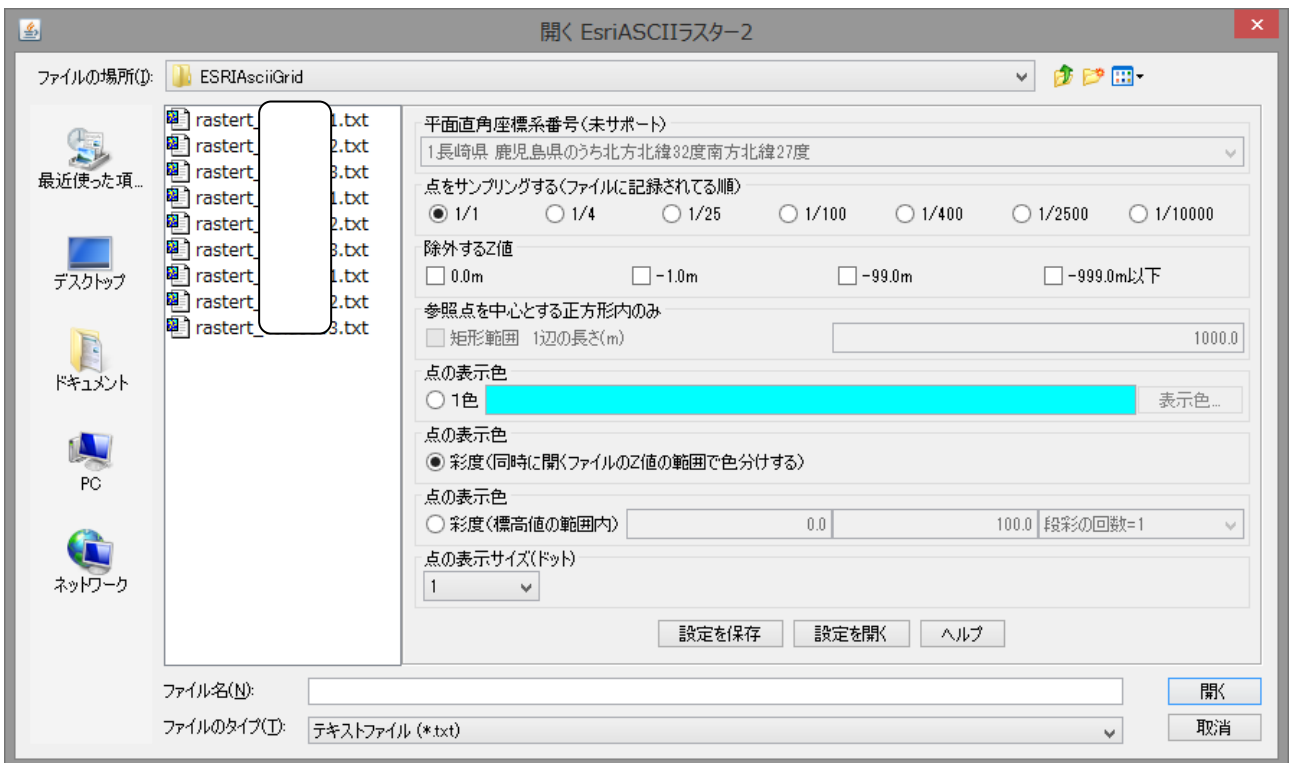 開く EsriASCIIラスター2
ファイルの場所(I): ESRIAsciiGrid
最近使った項...
デスクトップ
ドキュメント
PC
ネットワーク
rastert_ 1.txt
rastert_ 2.txt
rastert_ 3.txt
rastert_ 1.txt
rastert_ 2.txt
rastert_ 3.txt
rastert_ 1.txt
rastert_ 2.txt
rastert_ 3.txt
平面直角座標系番号(未サポート)
1長崎県 鹿児島県のうち北方北緯32度南方北緯27度
点をサンプリングする(ファイルに記録されてる順)
1/1 1/4 1/25 1/100 1/400 1/2500 1/10000
除外するZ値
0.0m -1.0m -99.0m -999.0m以下
参照点を中心とする正方形内のみ
矩形範囲 1辺の長さ(m) 1000.0
点の表示色
1色 表示色...
点の表示色
彩度(同時に開くファイルのZ値の範囲で色分けする)
点の表示色
彩度(標高値の範囲内) 0.0 100.0 段彩の回数=1
点の表示サイズ(ドット)
1
設定を保存 設定を開く ヘルプ
ファイル名(N): 開く
ファイルのタイプ(T): テキストファイル (*.txt) 取消